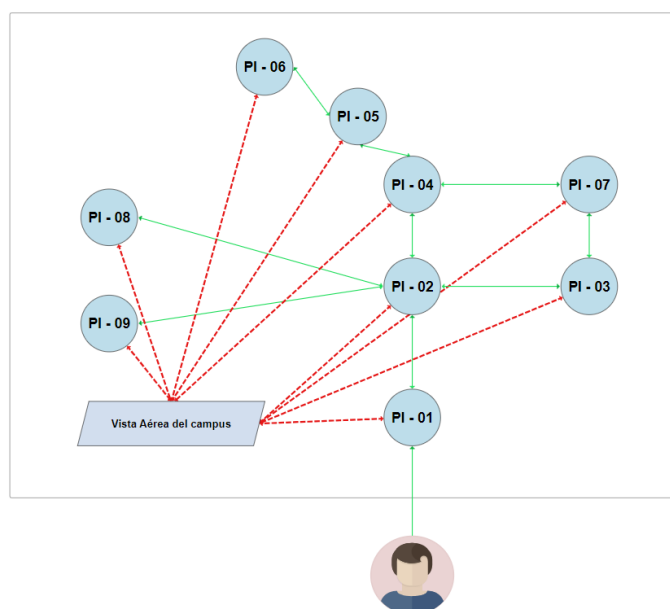 PI - 06
PI - 05
PI - 04
PI - 07
PI - 08
PI - 02
PI - 03
PI - 09
Vista Aérea del campus
PI - 01